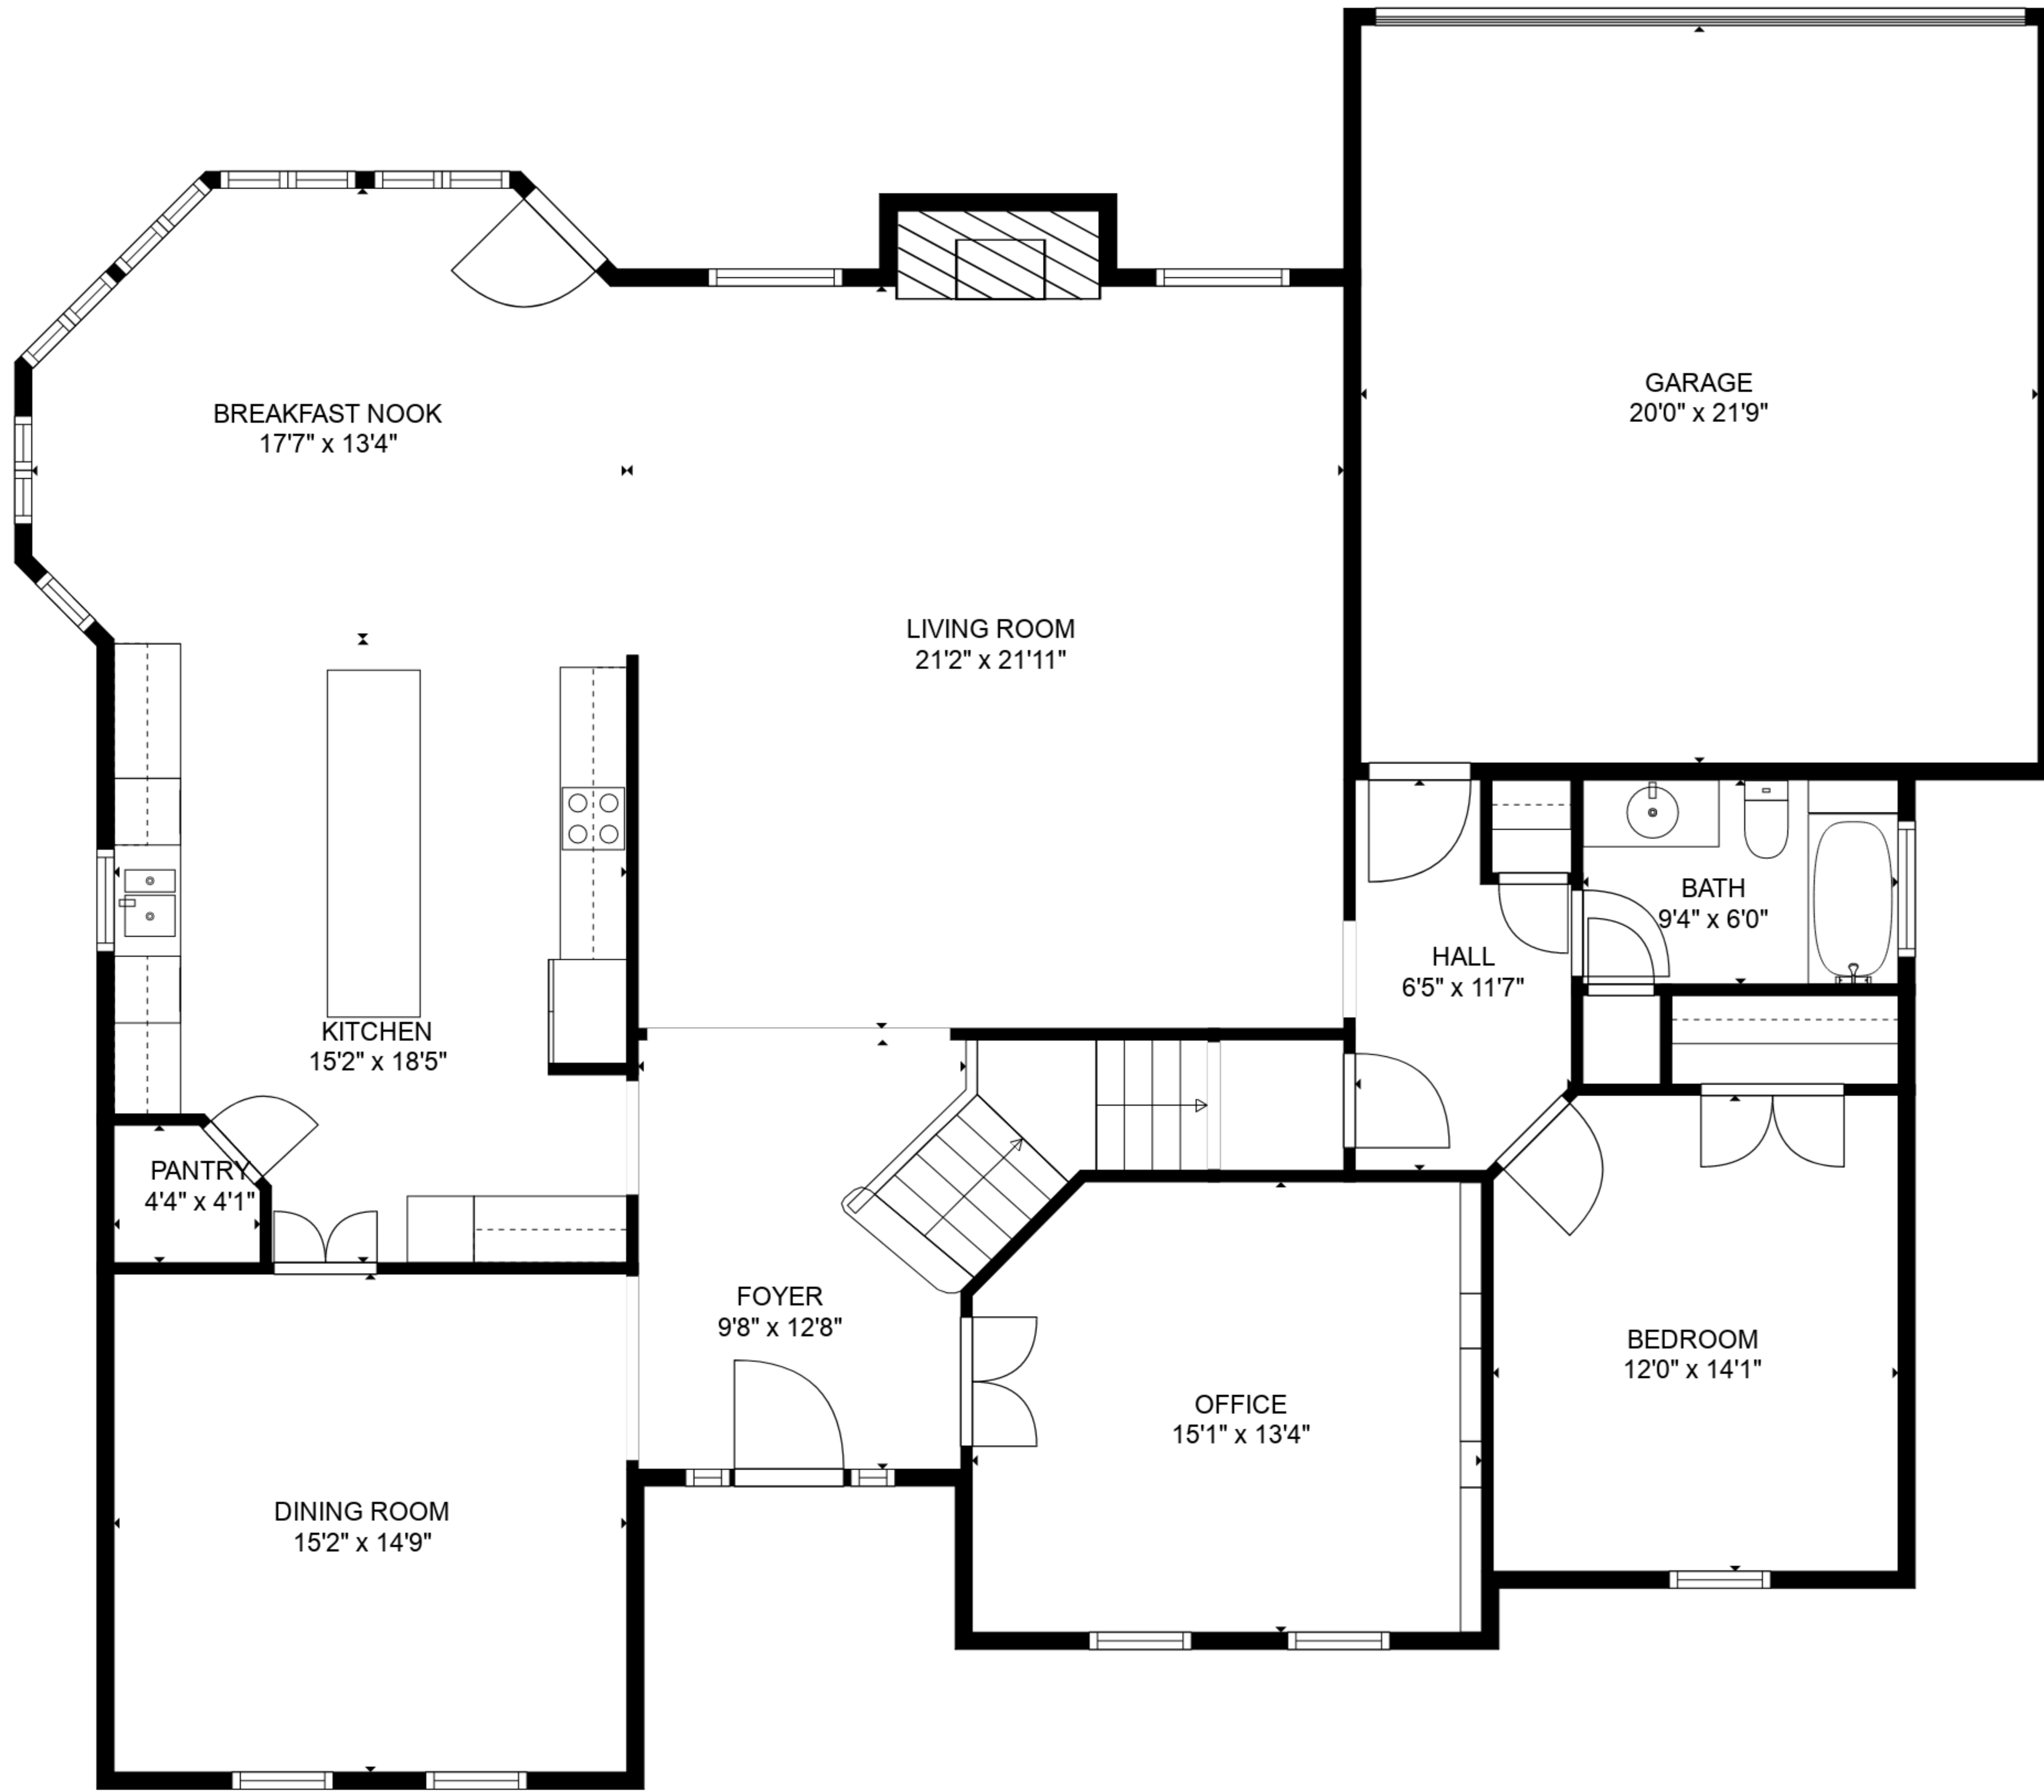 GARAGE
20'0" x 21'9"
BREAKFAST NOOK
17'7" x 13'4"
LIVING ROOM
21'2" x 21'11"
BATH
9'4" x 6'0"
HALL
6'5" x 11'7"
KITCHEN
15'2" x 18'5"
PANTRY
4'4" x 4'1"
FOYER
9'8" x 12'8"
BEDROOM
12'0" x 14'1"
OFFICE
15'1" x 13'4"
DINING ROOM
15'2" x 14'9"